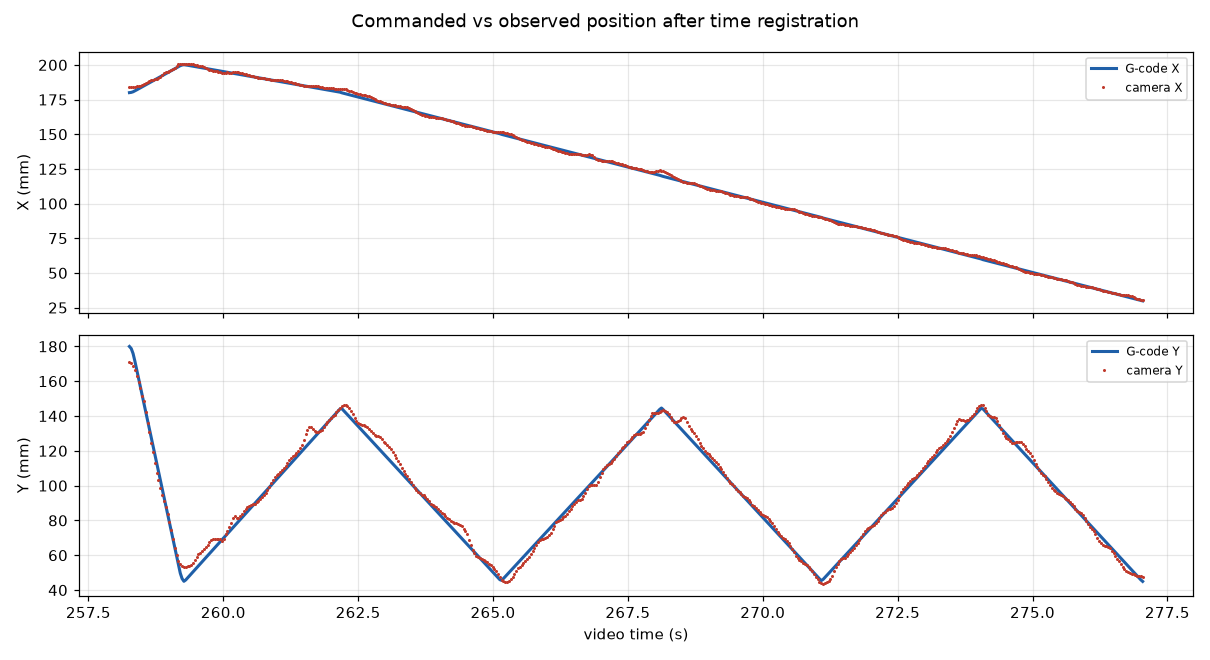 Commanded vs observed position after time registration
X (mm)
200
175
150
125
100
75
50
25
G-code X
camera X
Y (mm)
180
160
140
120
100
80
60
40
G-code Y
camera Y
257.5 260.0 262.5 265.0 267.5 270.0 272.5 275.0 277.5
video time (s)